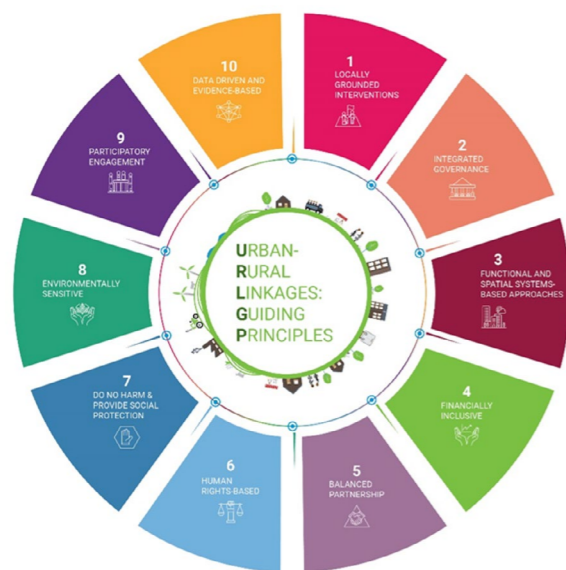 1
LOCALLY
GROUNDED
INTERVENTIONS
2
INTEGRATED
GOVERNANCE
3
FUNCTIONAL AND
SPATIAL SYSTEMS-
BASED APPROACHES
4
FINANCIALLY
INCLUSIVE
5
BALANCED
PARTNERSHIP
6
HUMAN
RIGHTS-BASED
7
DO NO HARM &
PROVIDE SOCIAL
PROTECTION
8
ENVIRONMENTALLY
SENSITIVE
9
PARTICIPATORY
ENGAGEMENT
10
DATA DRIVEN AND
EVIDENCE-BASED
URBAN-
RURAL
LINKAGES:
GUIDING
PRINCIPLES